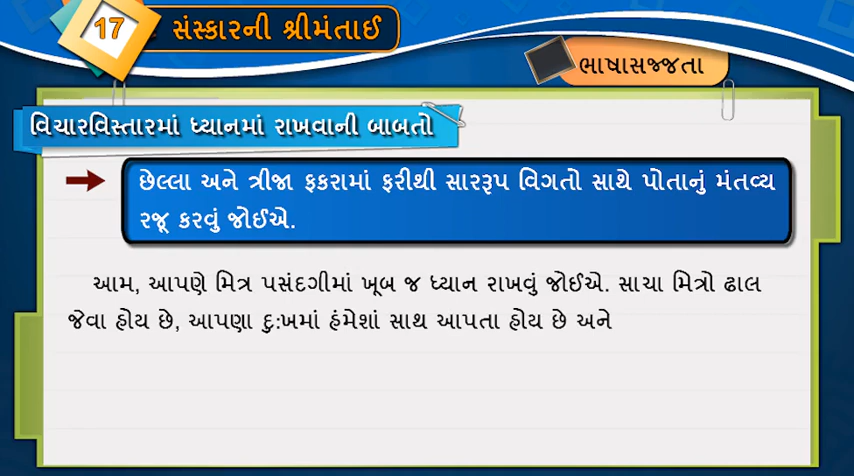 17 સંસ્કારની શ્રીમંતાઈ
ભાષાસજ્જતા
વિચારવિસ્તારમાં ધ્યાનમાં રાખવાની બાબતો
છેલ્લા અને ત્રીજા ફકરામાં ફરીથી સારરૂપ વિગતો સાથે પોતાનું મંતવ્ય
રજૂ કરવું જોઈએ.
આમ, આપણે મિત્ર પસંદગીમાં ખૂબ જ ધ્યાન રાખવું જોઈએ. સાચા મિત્રો ઢાલ
જેવા હોય છે, આપણા દુ:ખમાં હંમેશાં સાથ આપતા હોય છે અને